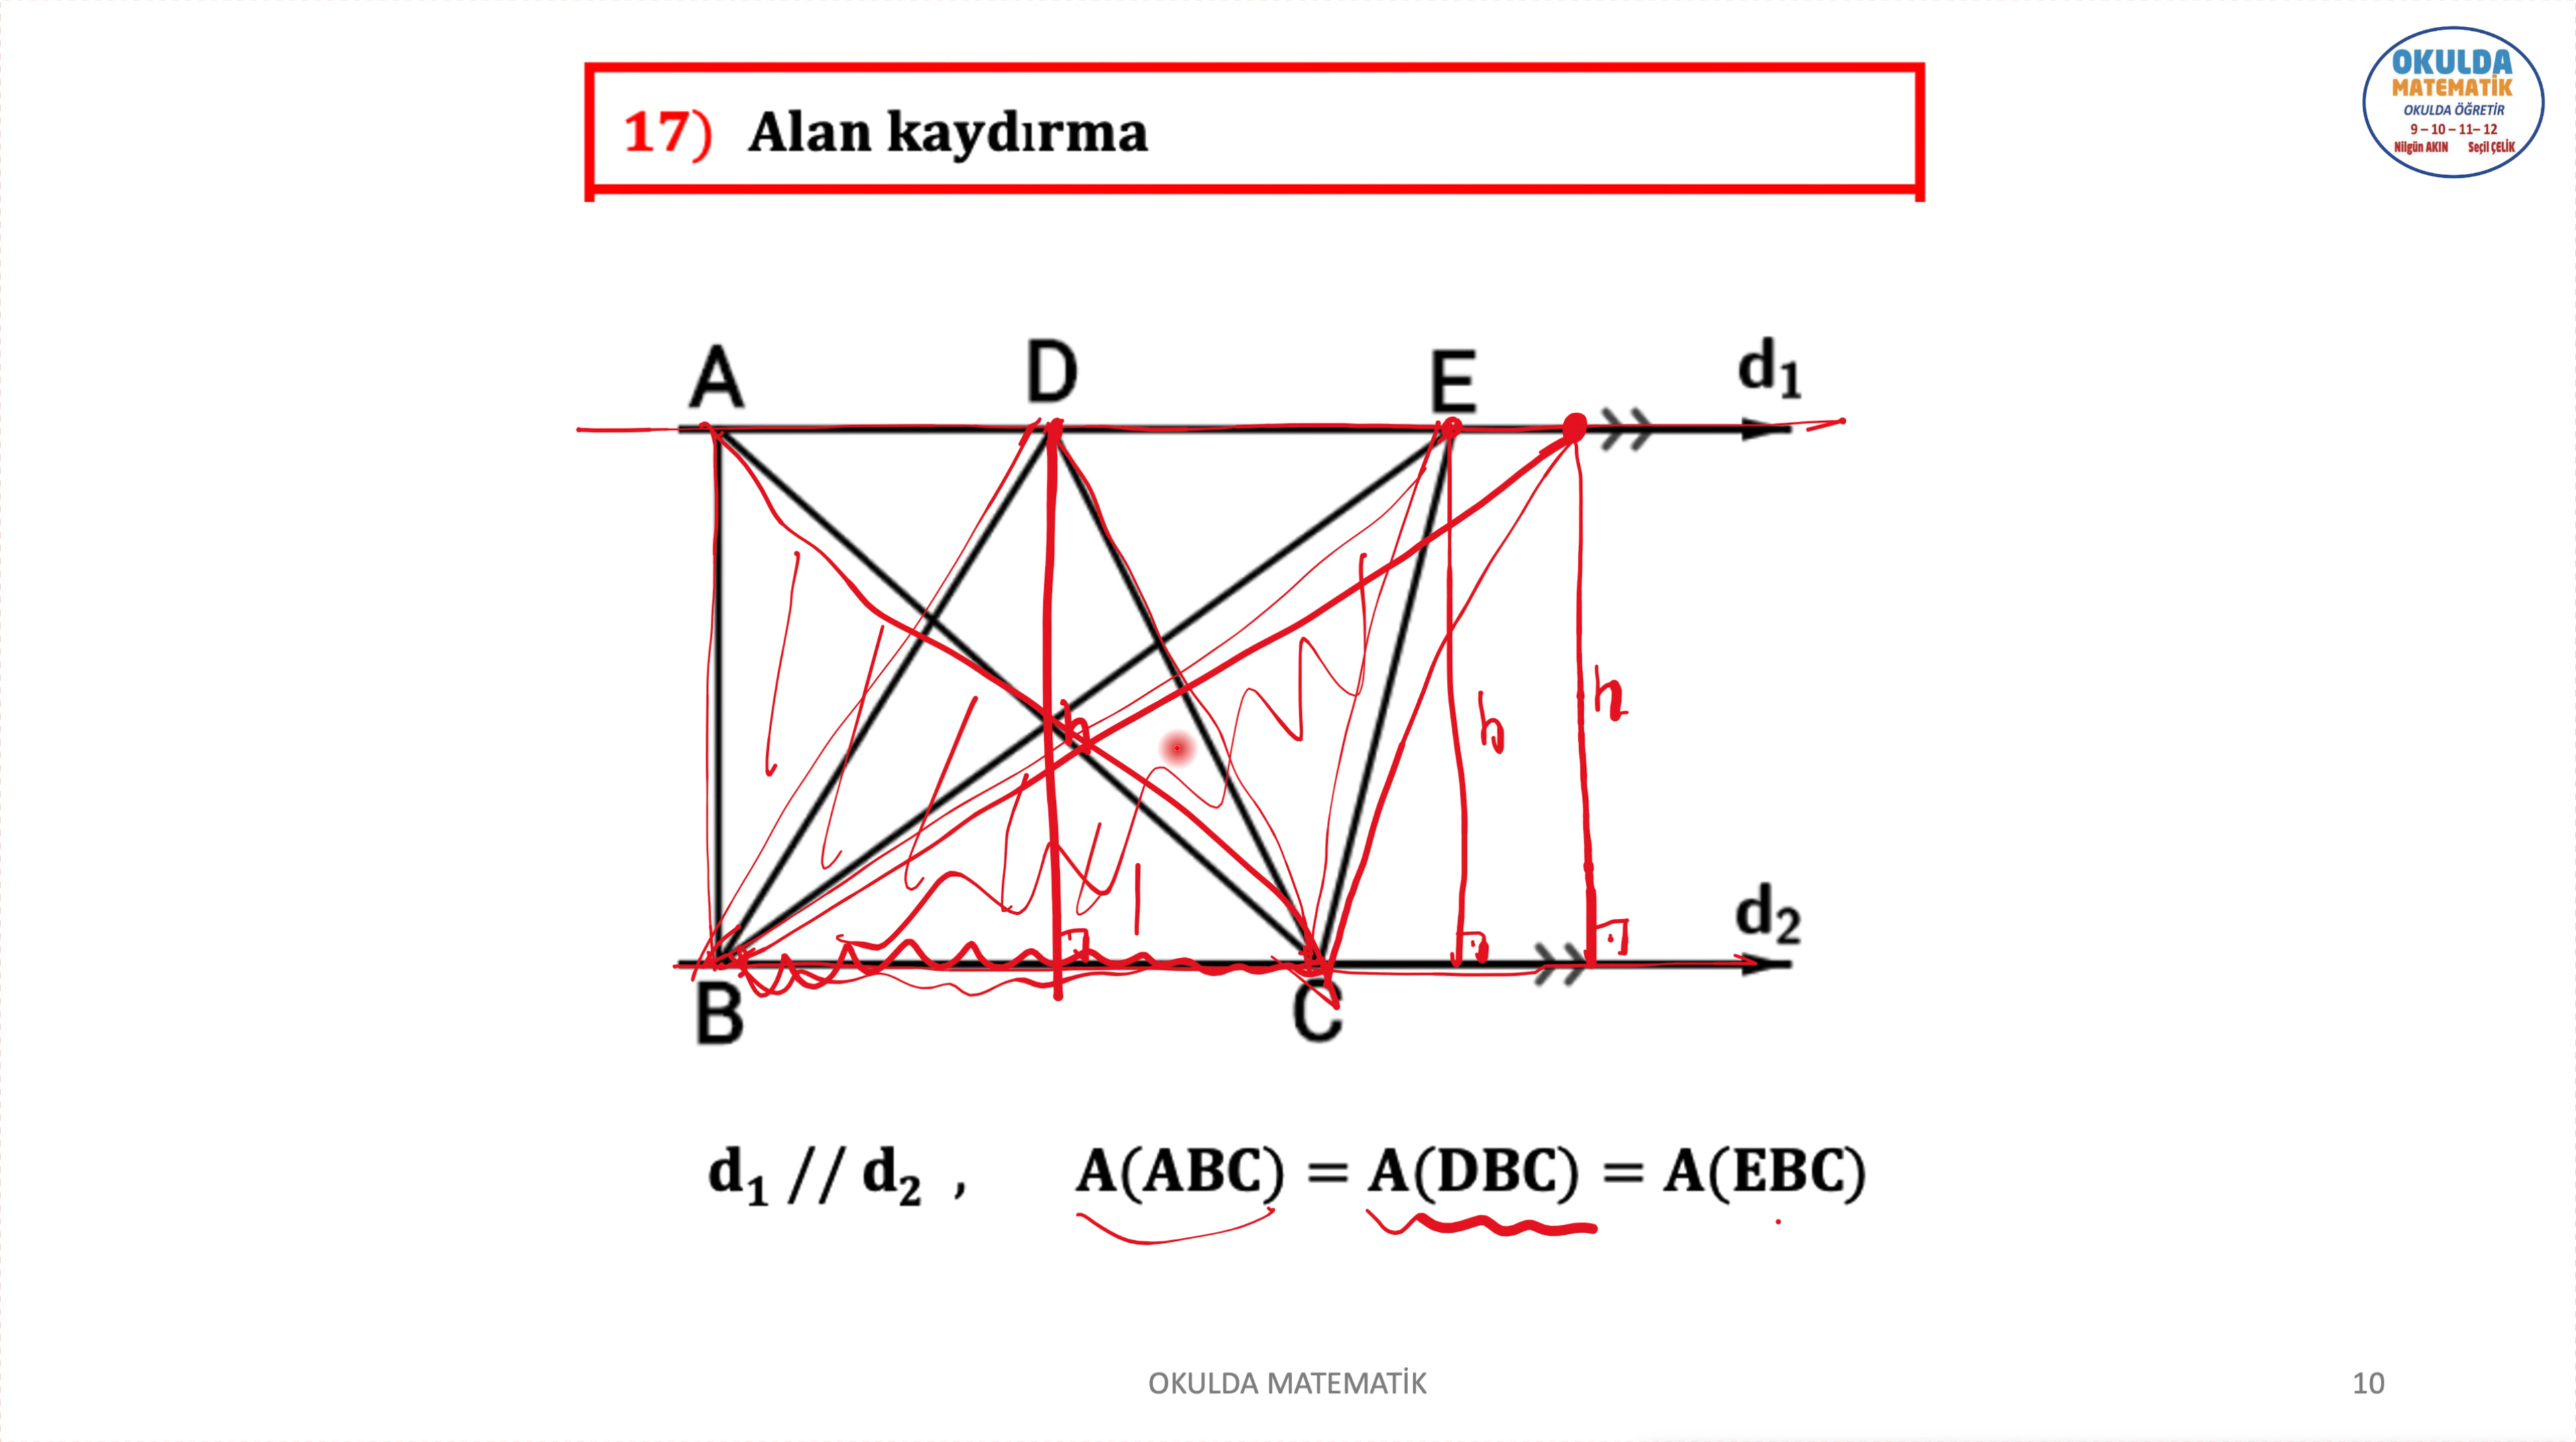 OKULDA
MATEMATİK
OKULDA ÖĞRETİR
9 – 10 – 11– 12
Nilgün AKIN Seçil ÇELİK
17) Alan kaydırma
A D E d₁
h
h
h
d₂
B C
d₁ // d₂ , A(ABC) = A(DBC) = A(EBC)
OKULDA MATEMATİK 10